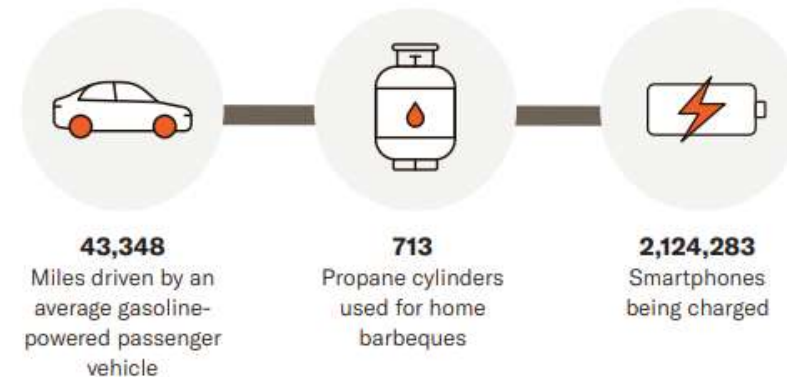 43,348
Miles driven by an
average gasoline-
powered passenger
vehicle
713
Propane cylinders
used for home
barbeques
2,124,283
Smartphones
being charged